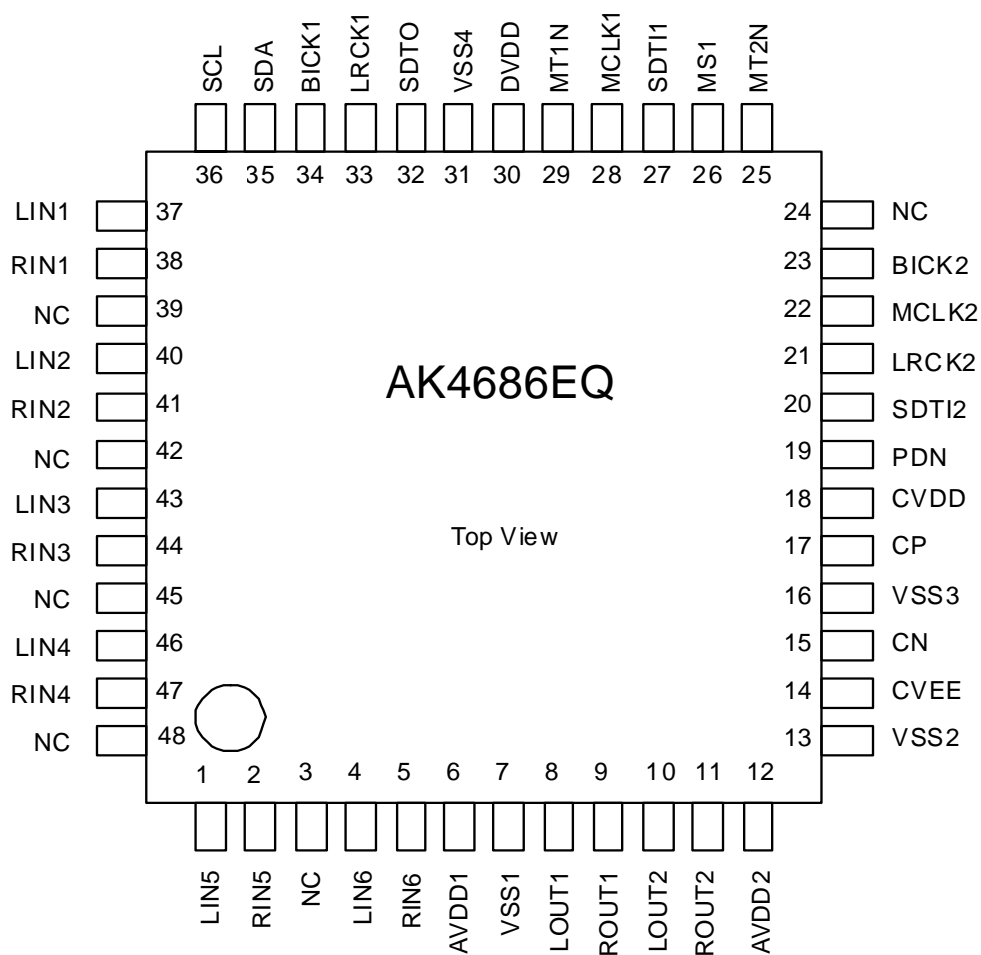 SCL SDA BICK1 LRCK1 SDTO VSS4 DVDD MT1N MCLK1 SDTI1 MS1 MT2N
36 35 34 33 32 31 30 29 28 27 26 25
LIN1 37 24 NC
RIN1 38 23 BICK2
NC 39 22 MCLK2
LIN2 40 21 LRCK2
AK4686EQ
RIN2 41 20 SDTI2
NC 42 19 PDN
LIN3 43 18 CVDD
Top View
RIN3 44 17 CP
NC 45 16 VSS3
LIN4 46 15 CN
RIN4 47 14 CVEE
NC 48 13 VSS2
1 2 3 4 5 6 7 8 9 10 11 12
LIN5 RIN5 NC LIN6 RIN6 AVDD1 VSS1 LOUT1 ROUT1 LOUT2 ROUT2 AVDD2